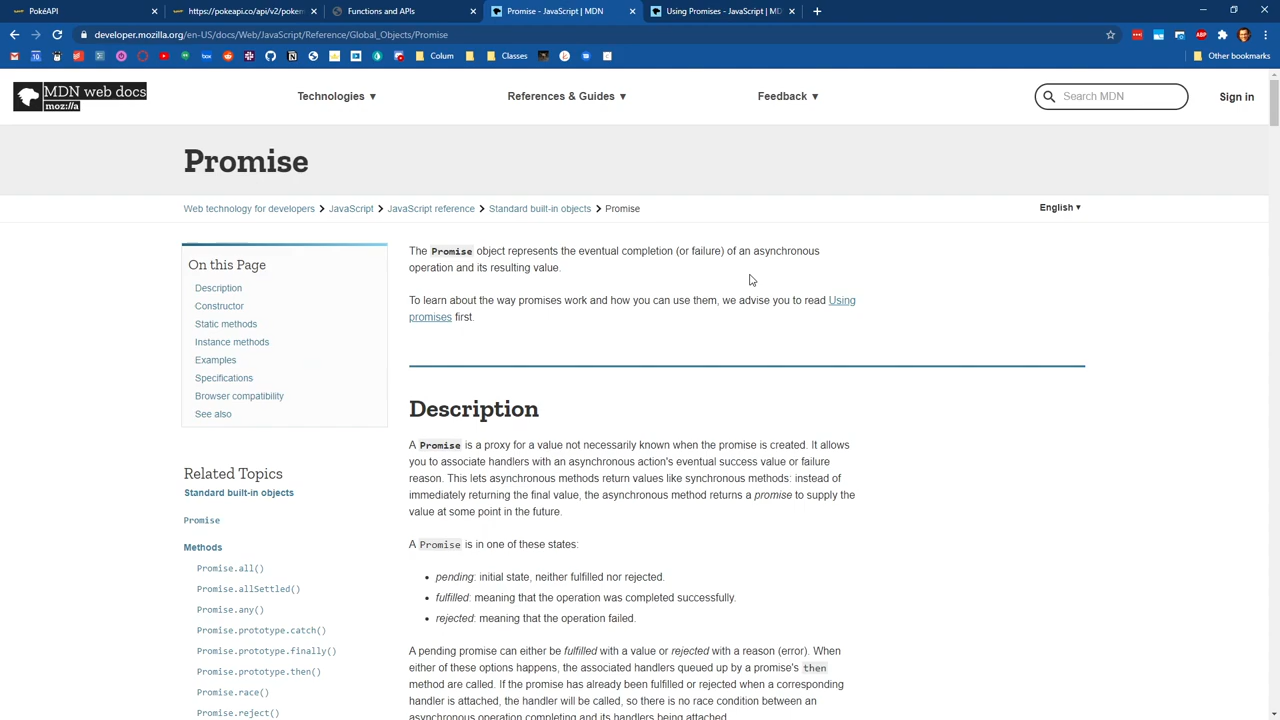 PokéAPI
https://pokeapi.co/api/v2/pokem
Functions and APIs
Promise - JavaScript | MDN
Using Promises - JavaScript | MD
developer.mozilla.org/en-US/docs/Web/JavaScript/Reference/Global_Objects/Promise
Colum
Classes
Other bookmarks
MDN web docs
moz://a
Technologies ▼
References & Guides ▼
Feedback ▼
Search MDN
Sign in
Promise
Web technology for developers > JavaScript > JavaScript reference > Standard built-in objects > Promise
English ▼
On this Page
Description
Constructor
Static methods
Instance methods
Examples
Specifications
Browser compatibility
See also
Related Topics
Standard built-in objects
Promise
Methods
Promise.all()
Promise.allSettled()
Promise.any()
Promise.prototype.catch()
Promise.prototype.finally()
Promise.prototype.then()
Promise.race()
Promise.reject()
The Promise object represents the eventual completion (or failure) of an asynchronous
operation and its resulting value.
To learn about the way promises work and how you can use them, we advise you to read Using
promises first.
Description
A Promise is a proxy for a value not necessarily known when the promise is created. It allows
you to associate handlers with an asynchronous action's eventual success value or failure
reason. This lets asynchronous methods return values like synchronous methods: instead of
immediately returning the final value, the asynchronous method returns a promise to supply the
value at some point in the future.
A Promise is in one of these states:
• pending: initial state, neither fulfilled nor rejected.
• fulfilled: meaning that the operation was completed successfully.
• rejected: meaning that the operation failed.
A pending promise can either be fulfilled with a value or rejected with a reason (error). When
either of these options happens, the associated handlers queued up by a promise's then
method are called. If the promise has already been fulfilled or rejected when a corresponding
handler is attached, the handler will be called, so there is no race condition between an
asynchronous operation completing and its handlers being attached.